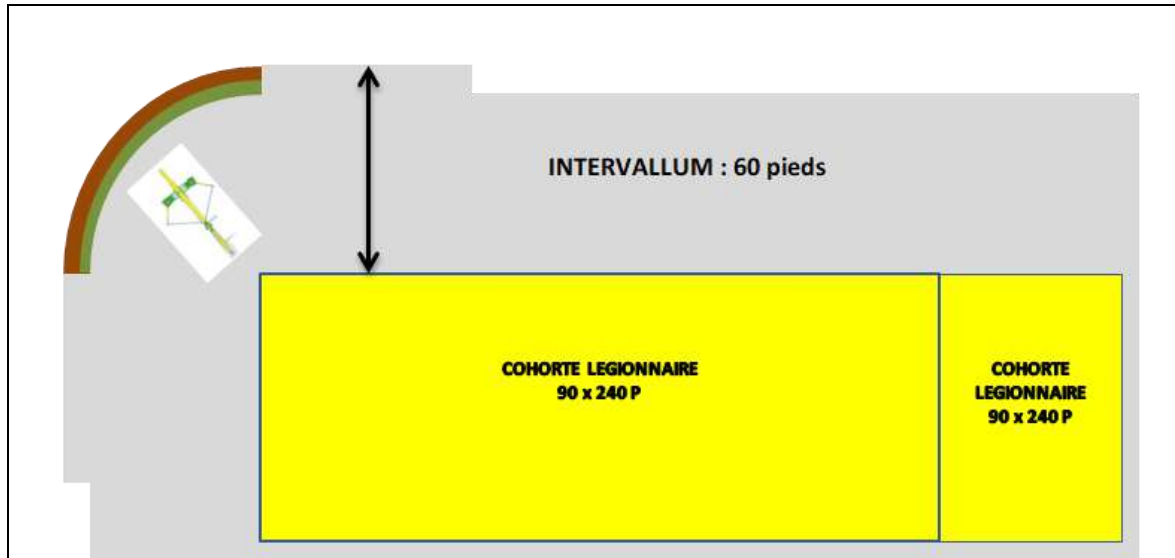 INTERVALLUM : 60 pieds
COHORTE LEGIONNAIRE
90 x 240 P
COHORTE
LEGIONNAIRE
90 x 240 P